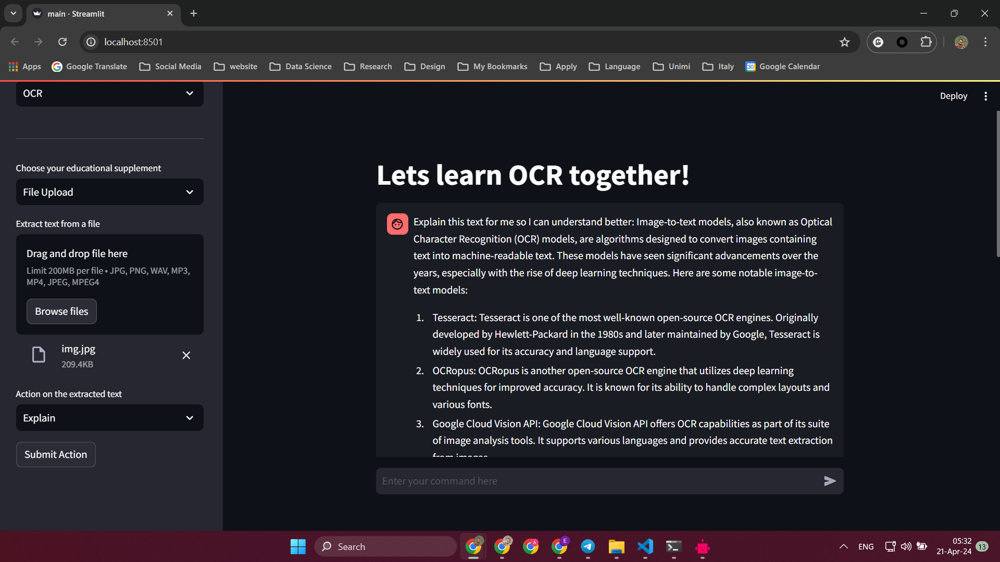 main · Streamlit
localhost:8501
Apps
Google Translate
Social Media
website
Data Science
Research
Design
My Bookmarks
Apply
Language
Unimi
Italy
30
Google Calendar
OCR
Choose your educational supplement
File Upload
Extract text from a file
Drag and drop file here
Limit 200MB per file • JPG, PNG, WAV, MP3,
MP4, JPEG, MPEG4
Browse files
img.jpg
209.4KB
Action on the extracted text
Explain
Submit Action
Deploy
Lets learn OCR together!
Explain this text for me so I can understand better: Image-to-text models, also known as Optical
Character Recognition (OCR) models, are algorithms designed to convert images containing
text into machine-readable text. These models have seen significant advancements over the
years, especially with the rise of deep learning techniques. Here are some notable image-to-
text models:
1. Tesseract: Tesseract is one of the most well-known open-source OCR engines. Originally
developed by Hewlett-Packard in the 1980s and later maintained by Google, Tesseract is
widely used for its accuracy and language support.
2. OCRopus: OCRopus is another open-source OCR engine that utilizes deep learning
techniques for improved accuracy. It is known for its ability to handle complex layouts and
various fonts.
3. Google Cloud Vision API: Google Cloud Vision API offers OCR capabilities as part of its suite
of image analysis tools. It supports various languages and provides accurate text extraction
from images.
Enter your command here
Search
A
E
ENG
05:32
21-Apr-24
13